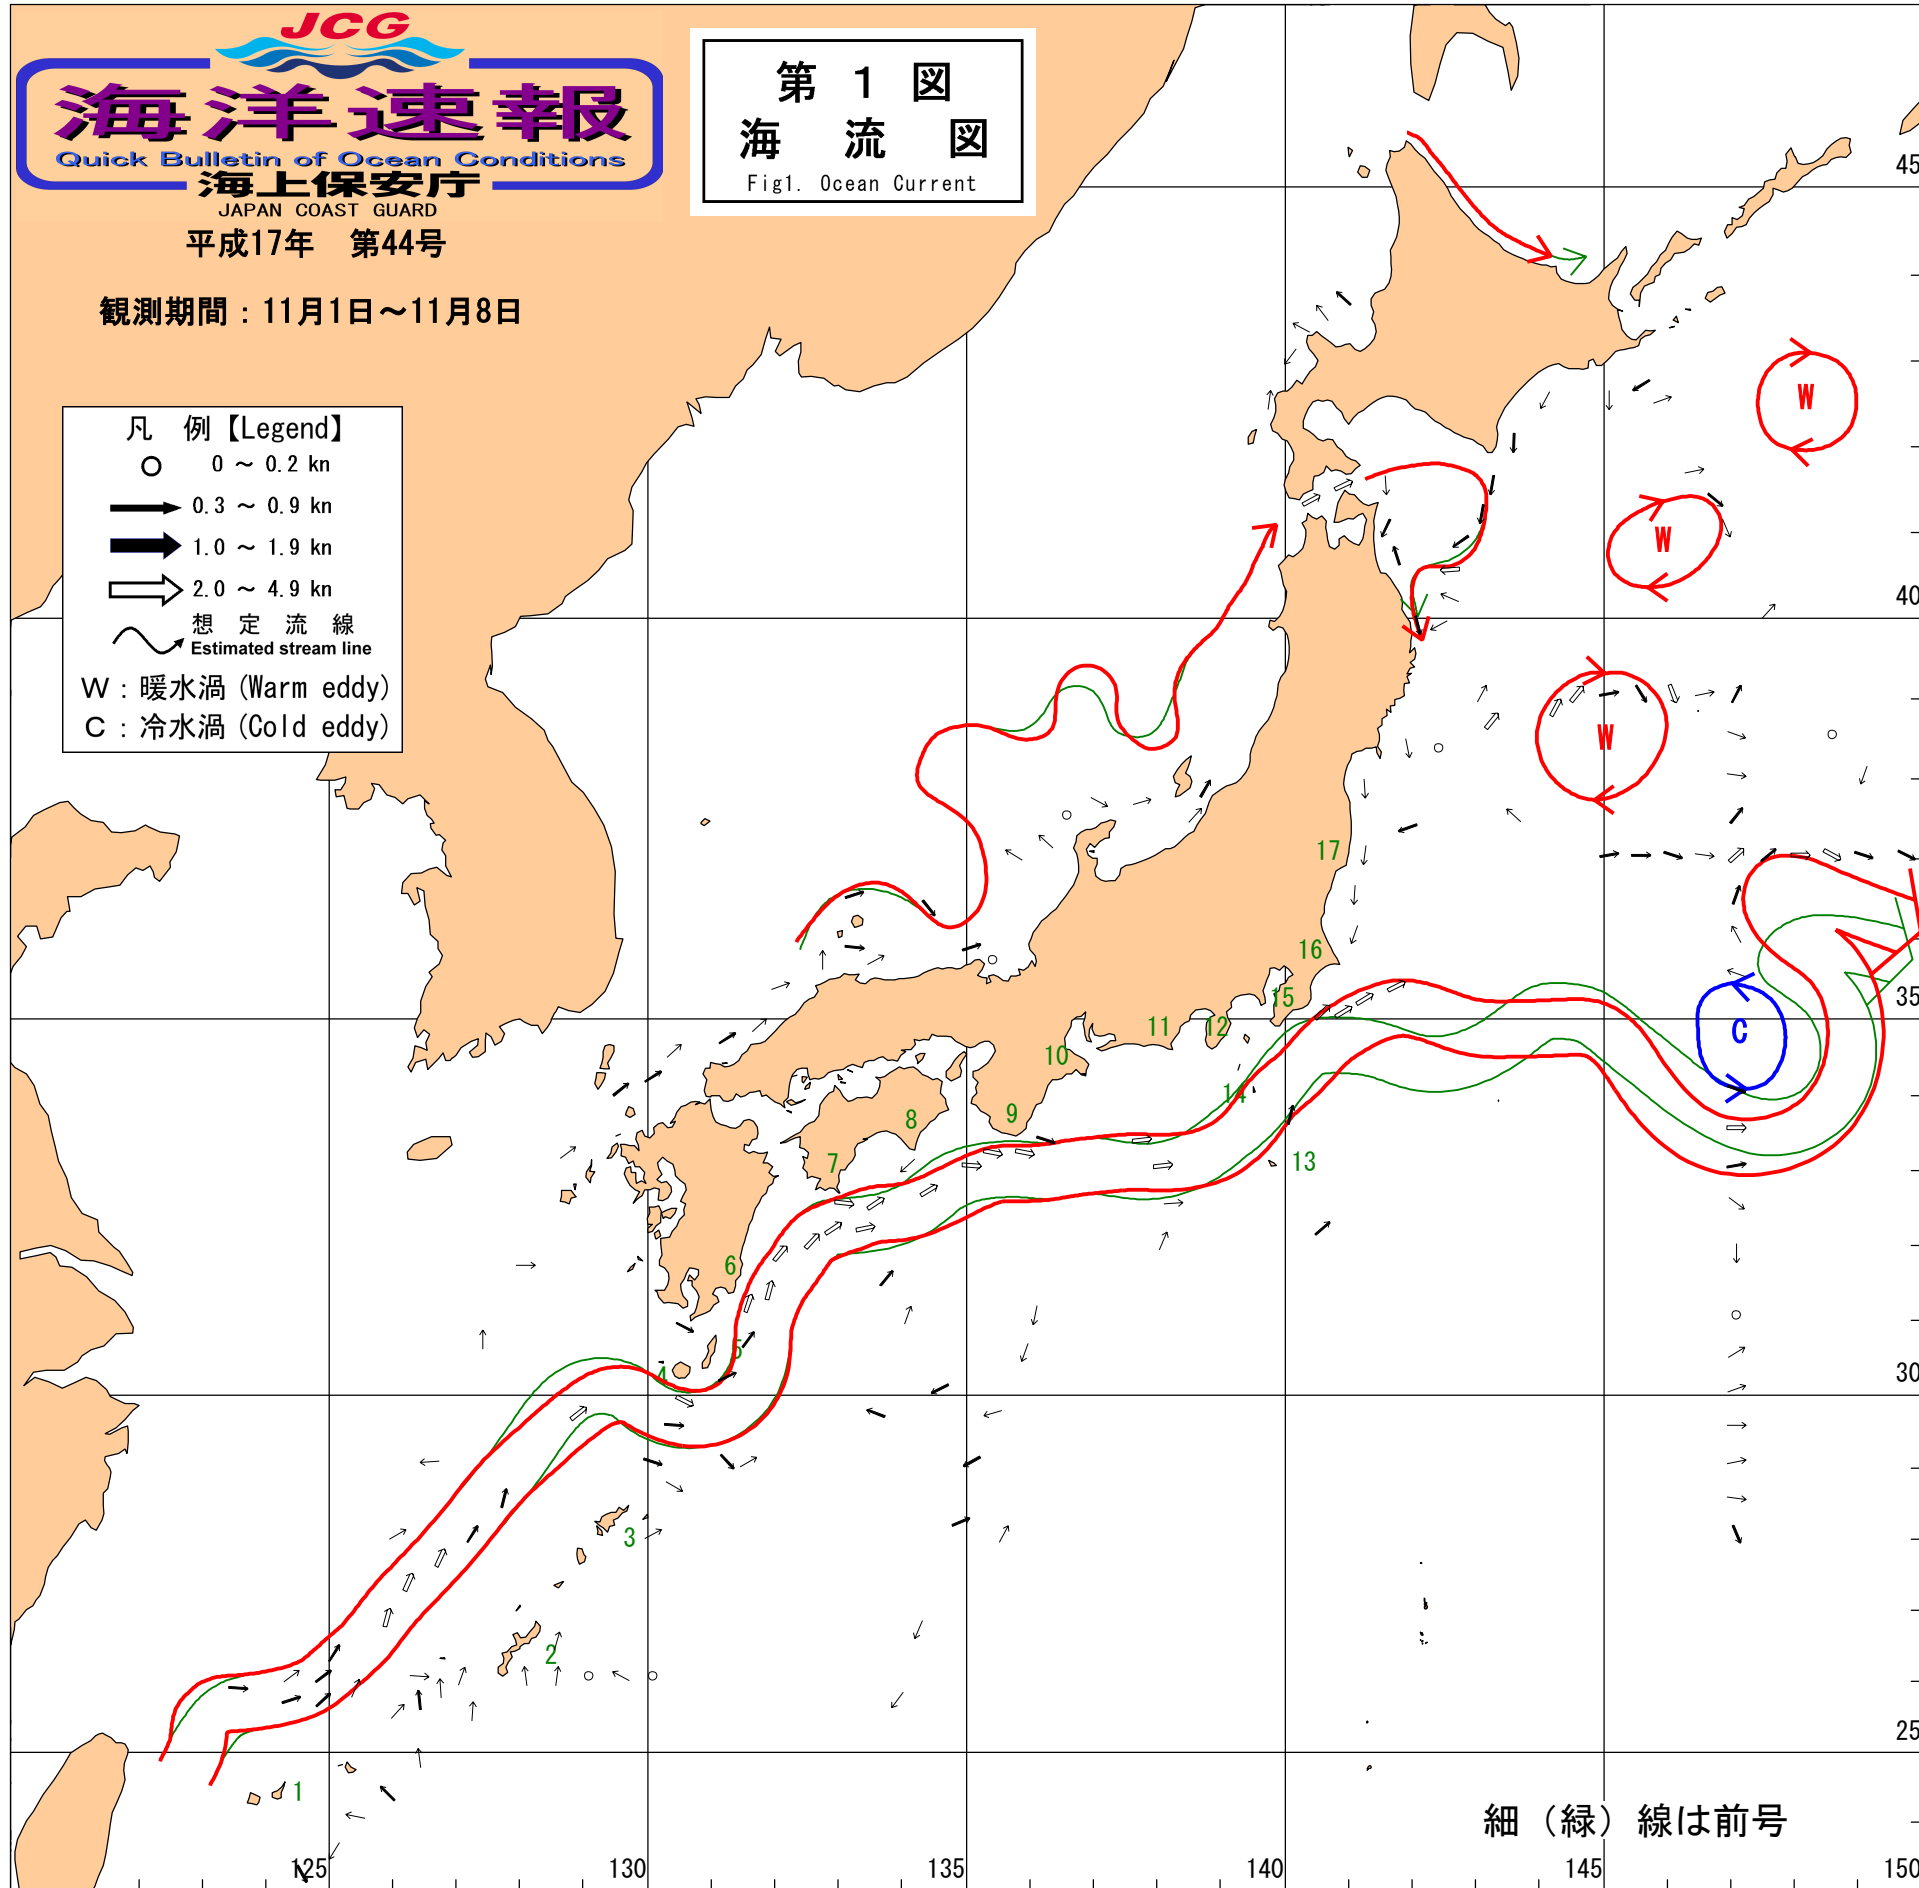 JCG
海洋速報
Quick Bulletin of Ocean Conditions
海上保安庁
JAPAN COAST GUARD
平成17年 第44号
観測期間：11月1日～11月8日
第 1 図
海 流 図
Fig1. Ocean Current
凡 例【Legend】
0 ～ 0.2 kn
0.3 ～ 0.9 kn
1.0 ～ 1.9 kn
2.0 ～ 4.9 kn
想 定 流 線
Estimated stream line
W：暖水渦(Warm eddy)
C：冷水渦(Cold eddy)
45
W
W
40
W
17
16
15
35
C
14
13
12
11
10
9
8
7
6
5
4
30
3
2
25
1
細（緑）線は前号
125
130
135
140
145
150